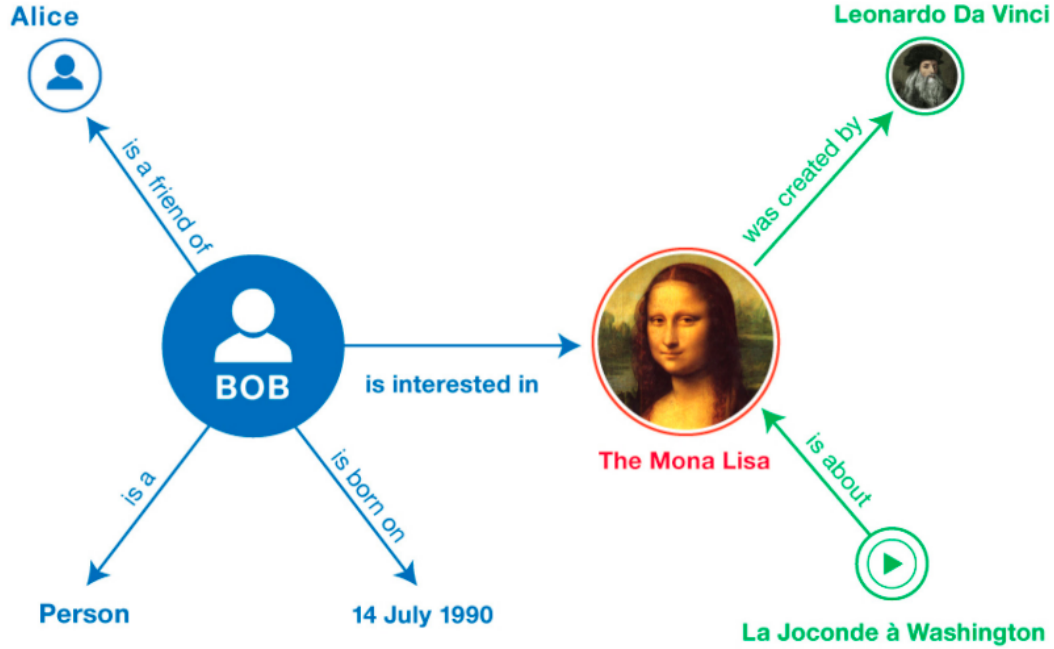 Alice
Leonardo Da Vinci
is a friend of
was created by
BOB
is interested in
The Mona Lisa
is a
is born on
is about
Person
14 July 1990
La Joconde à Washington